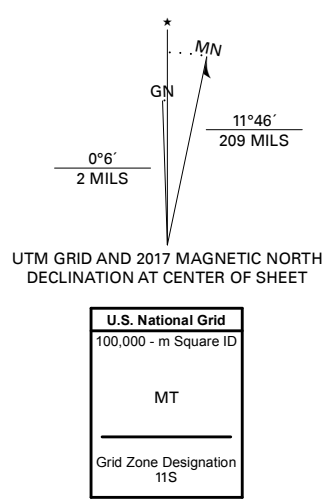 ★
MN
GN
11°46´
209 MILS
0°6´
2 MILS
UTM GRID AND 2017 MAGNETIC NORTH
DECLINATION AT CENTER OF SHEET
U.S. National Grid
100,000 - m Square ID
MT
Grid Zone Designation
11S